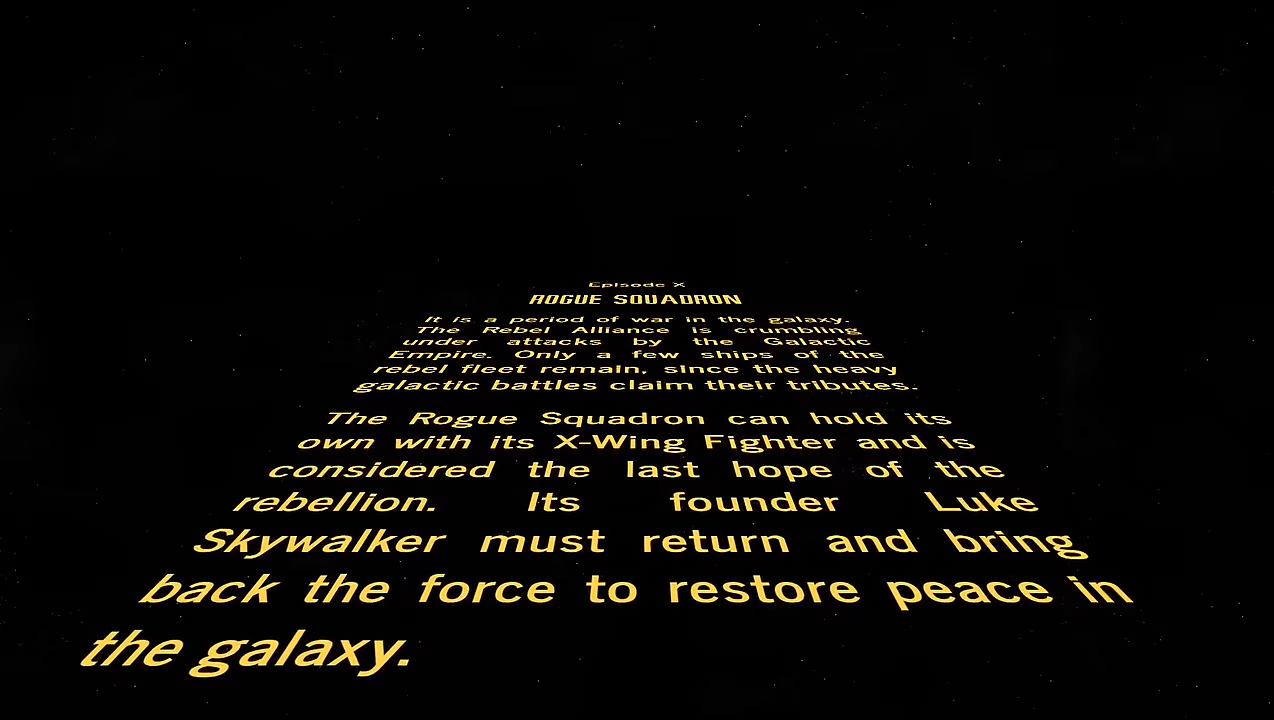 Episode X
ROGUE SQUADRON
It is a period of war in the galaxy.
The Rebel Alliance is crumbling
under attacks by the Galactic
Empire. Only a few ships of the
rebel fleet remain, since the heavy
galactic battles claim their tributes.
The Rogue Squadron can hold its
own with its X-Wing Fighter and is
considered the last hope of the
rebellion. Its founder Luke
Skywalker must return and bring
back the force to restore peace in
the galaxy.